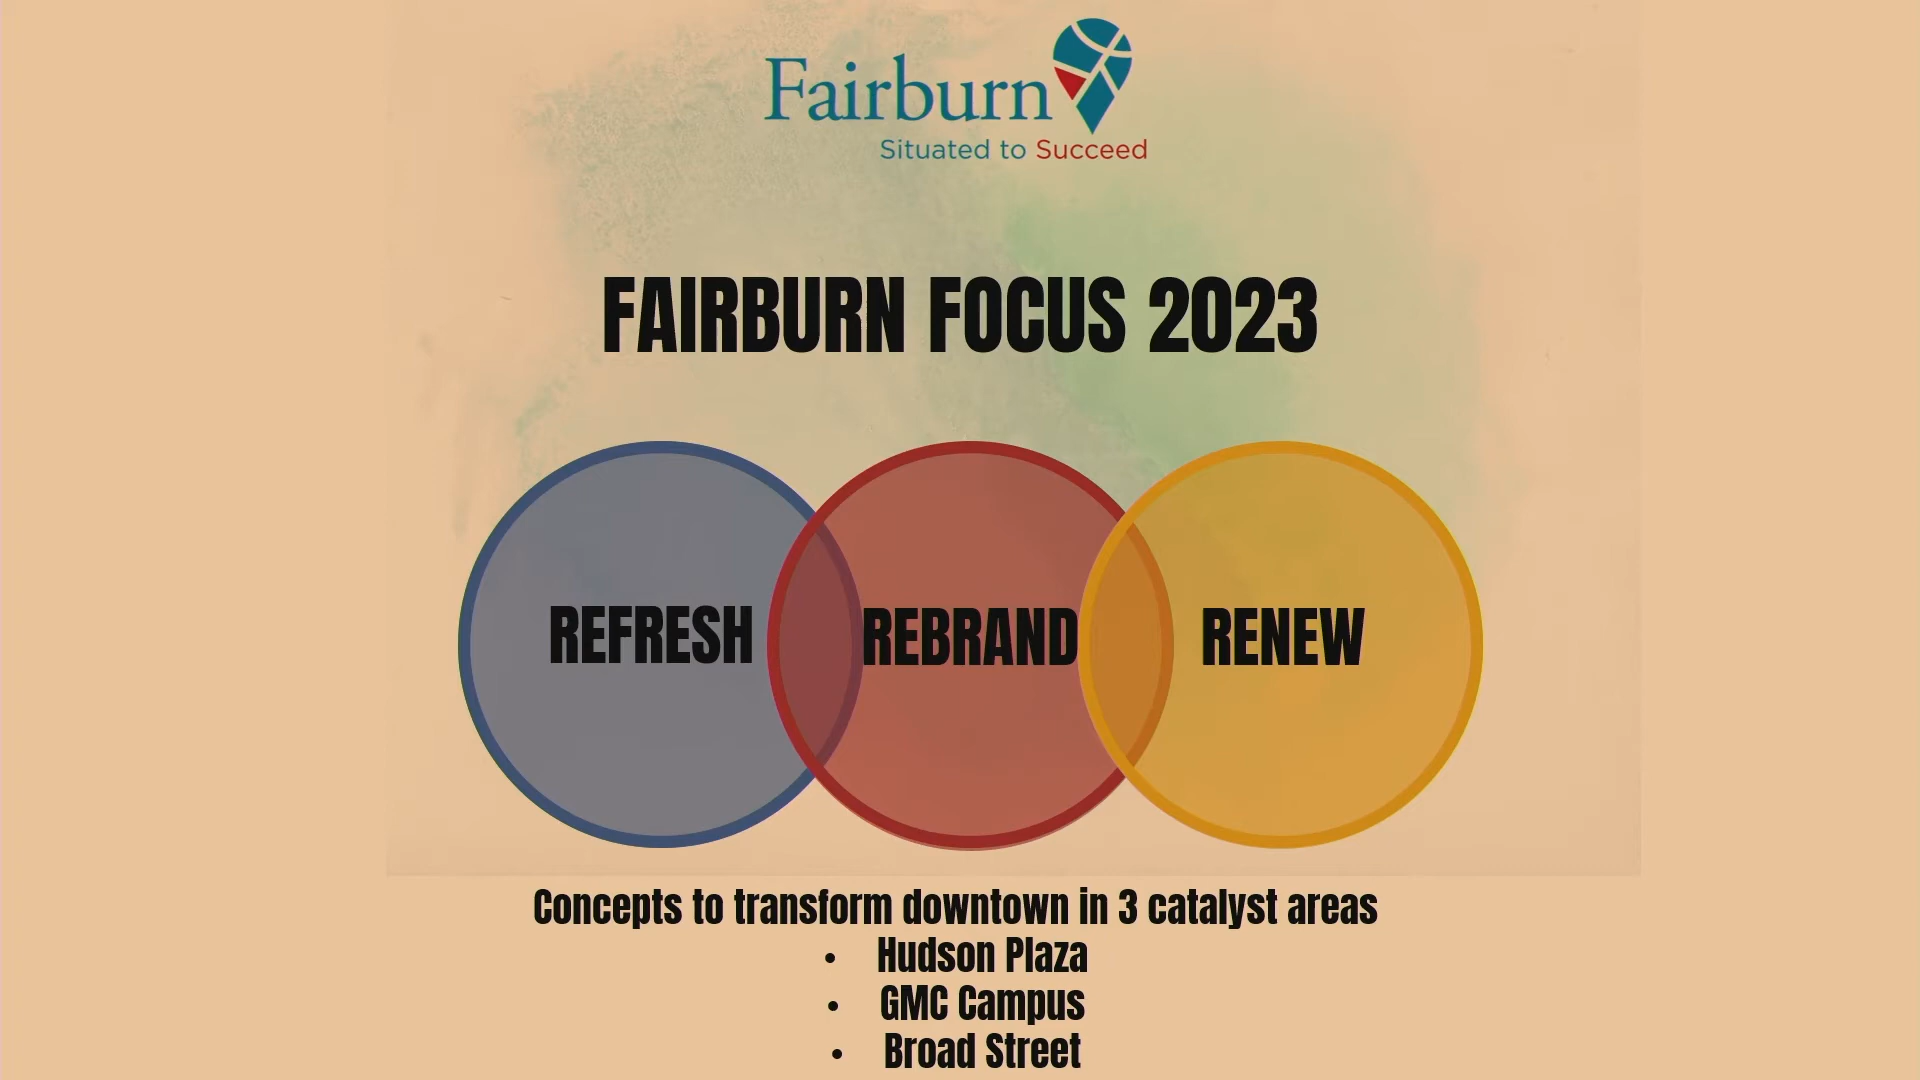 Fairburn
Situated to Succeed
FAIRBURN FOCUS 2023
REFRESH
REBRAND
RENEW
Concepts to transform downtown in 3 catalyst areas
• Hudson Plaza
• GMC Campus
• Broad Street